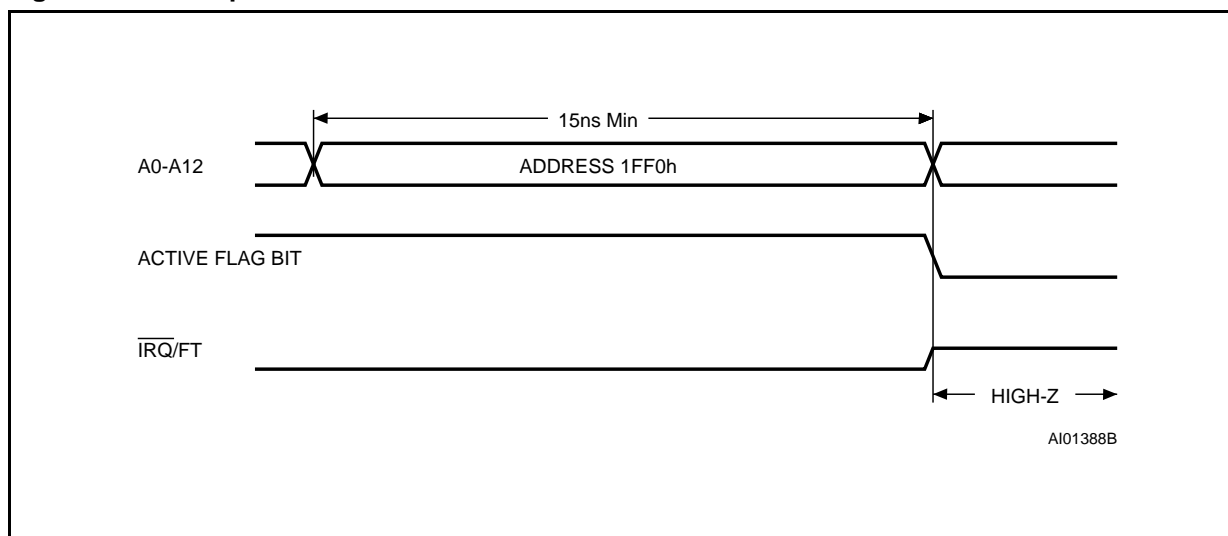 15ns Min
A0-A12
ADDRESS 1FF0h
ACTIVE FLAG BIT
IRQ/FT
HIGH-Z
AI01388B